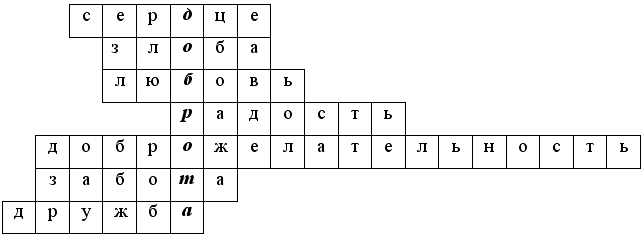 сердце
злоба
любовь
радость
доброжелательность
забота
дружба